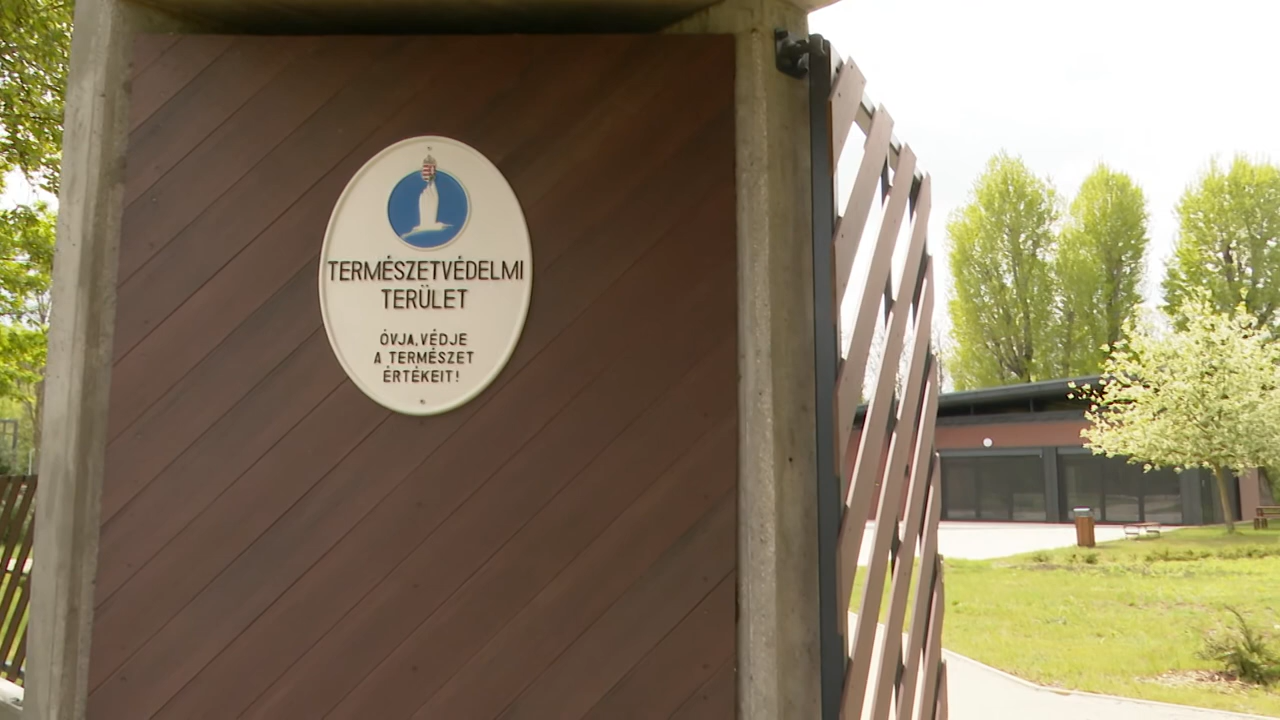 TERMÉSZETVÉDELMI
TERÜLET
ÓVJA,VÉDJE
A TERMÉSZET
ÉRTÉKEIT!